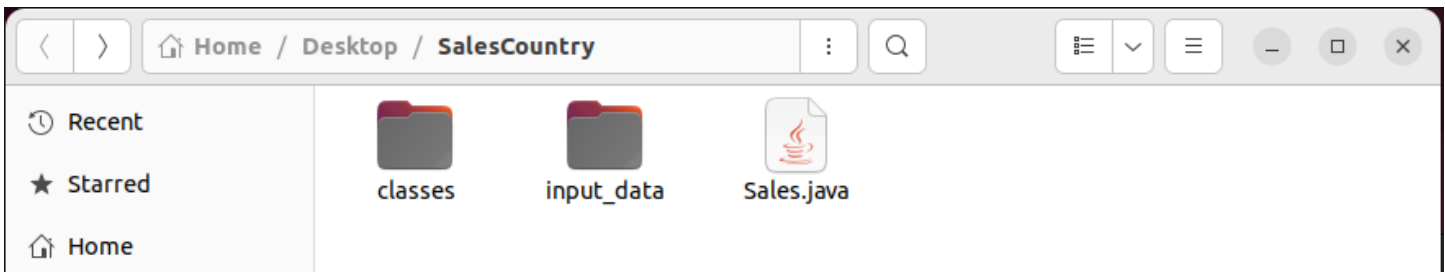 Home / Desktop / SalesCountry
Recent
Starred
Home
classes
input_data
Sales.java